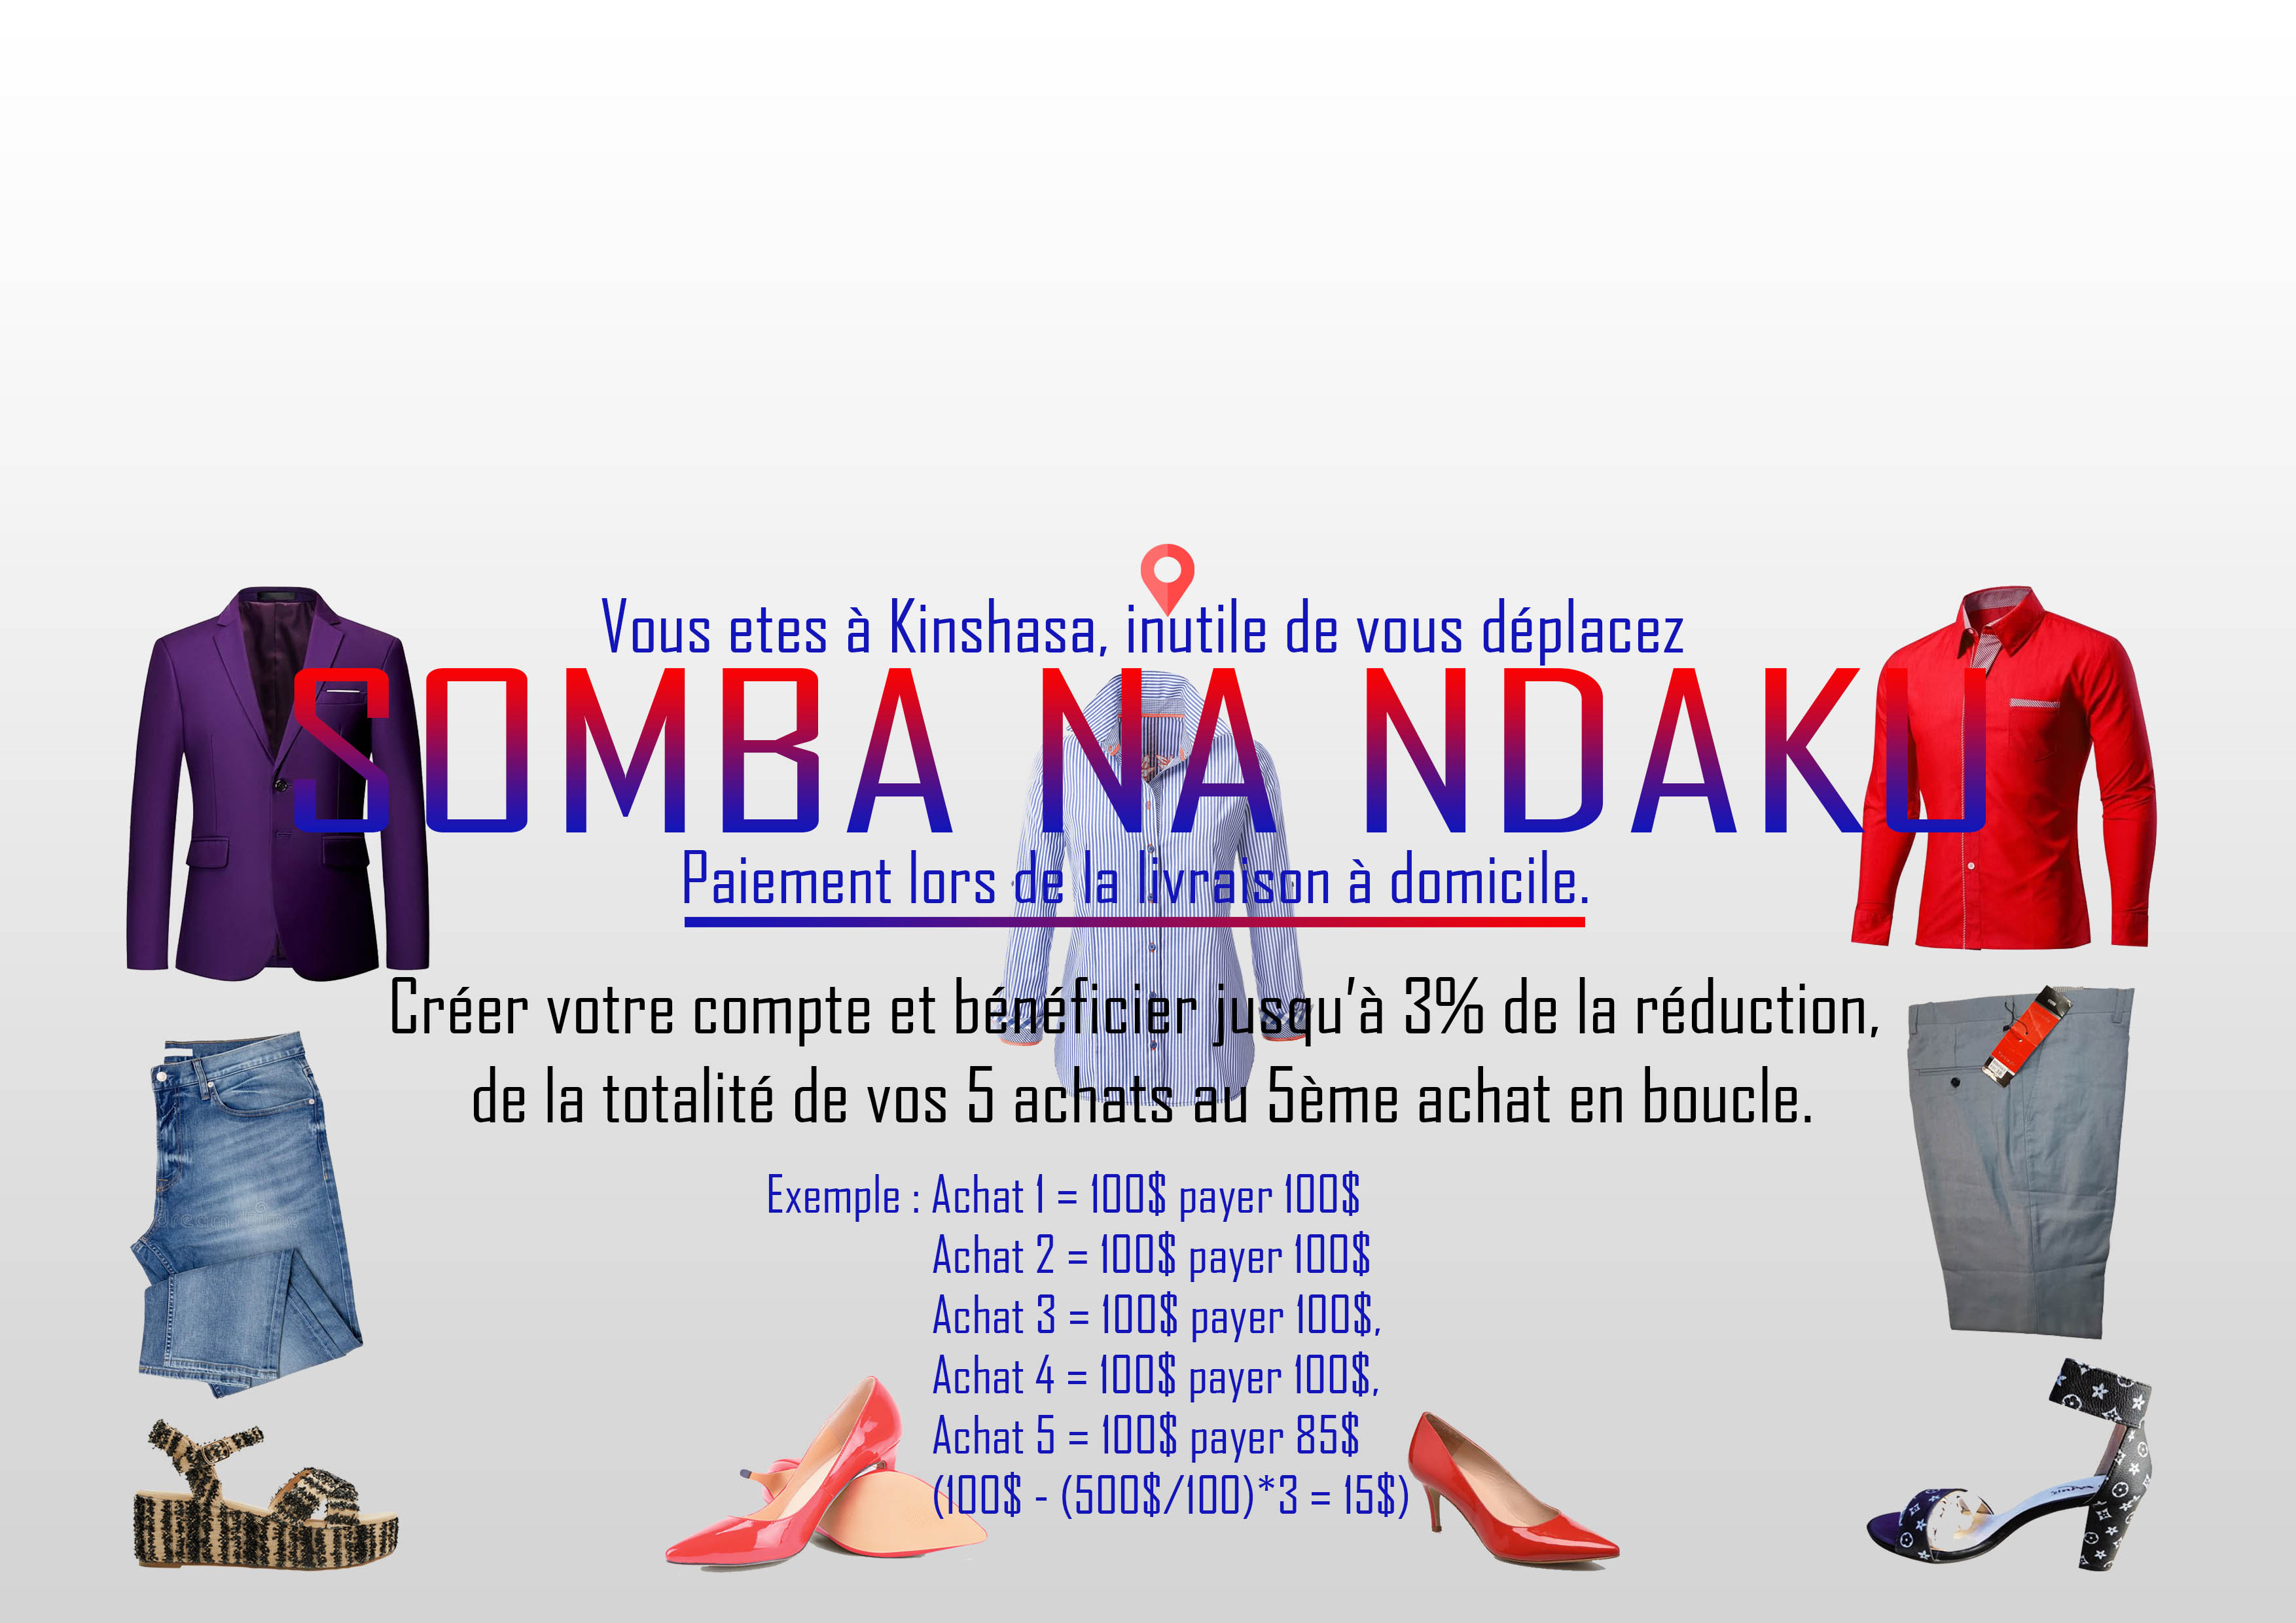 Vous etes à Kinshasa, inutile de vous déplacez
SOMBA NA NDAKU
Paiement lors de la livraison à domicile.
Créer votre compte et bénéficier jusqu'à 3% de la réduction,
de la totalité de vos 5 achats au 5ème achat en boucle.
Exemple : Achat 1 = 100$ payer 100$
Achat 2 = 100$ payer 100$
Achat 3 = 100$ payer 100$,
Achat 4 = 100$ payer 100$,
Achat 5 = 100$ payer 85$
(100$ - (500$/100)*3 = 15$)